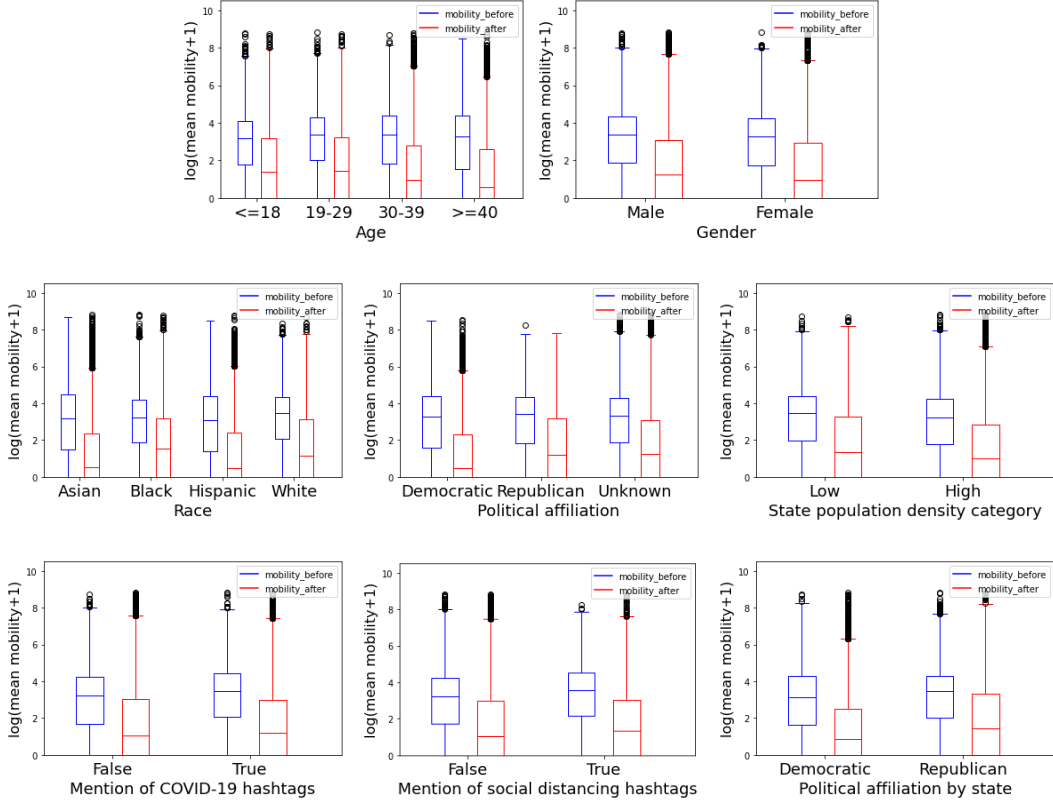 log(mean mobility+1)
10
8
6
4
2
0
mobility_before
mobility_after
<=18 19-29 30-39 >=40
Age
log(mean mobility+1)
10
8
6
4
2
0
mobility_before
mobility_after
Male Female
Gender
log(mean mobility+1)
10
8
6
4
2
0
mobility_before
mobility_after
Asian Black Hispanic White
Race
log(mean mobility+1)
10
8
6
4
2
0
mobility_before
mobility_after
Democratic Republican Unknown
Political affiliation
log(mean mobility+1)
10
8
6
4
2
0
mobility_before
mobility_after
Low High
State population density category
log(mean mobility+1)
10
8
6
4
2
0
mobility_before
mobility_after
False True
Mention of COVID-19 hashtags
log(mean mobility+1)
10
8
6
4
2
0
mobility_before
mobility_after
False True
Mention of social distancing hashtags
log(mean mobility+1)
10
8
6
4
2
0
mobility_before
mobility_after
Democratic Republican
Political affiliation by state